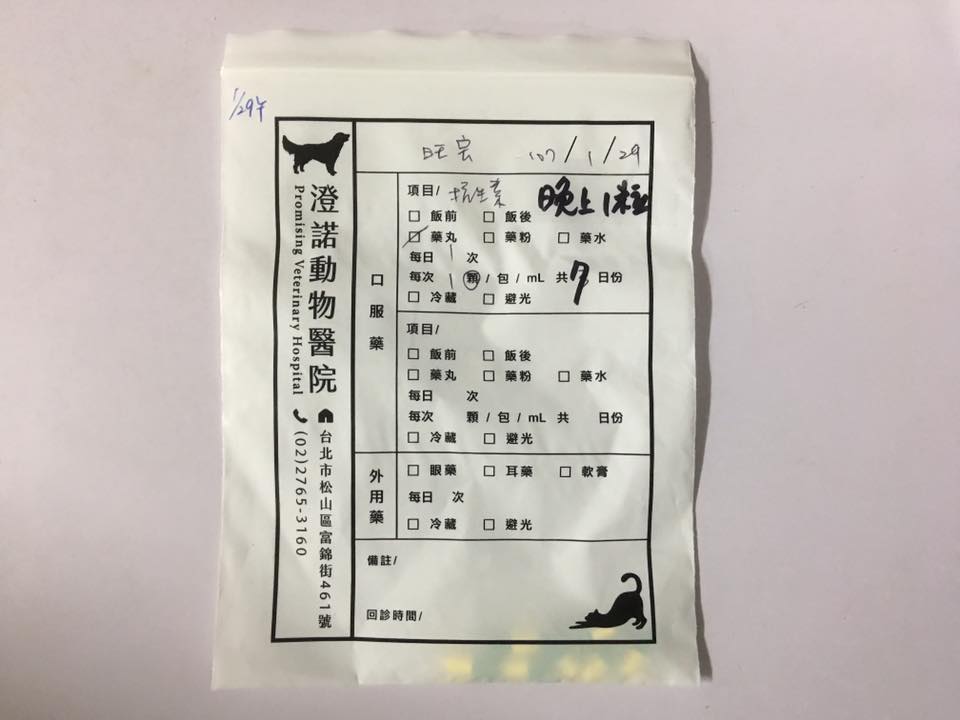 1/29午
澄諾動物醫院
Promising Veterinary Hospital
台北市松山區富錦街461號
(02)2765-3160
旺宏 107/1/29
口服藥
項目/ 抗生素 晚上1粒
飯前 飯後
藥丸 藥粉 藥水
每日 1 次
每次 1 顆 / 包 / mL 共 7 日份
冷藏 避光
項目/
飯前 飯後
藥丸 藥粉 藥水
每日 次
每次 顆 / 包 / mL 共 日份
冷藏 避光
外用藥
眼藥 耳藥 軟膏
每日 次
冷藏 避光
備註/
回診時間/